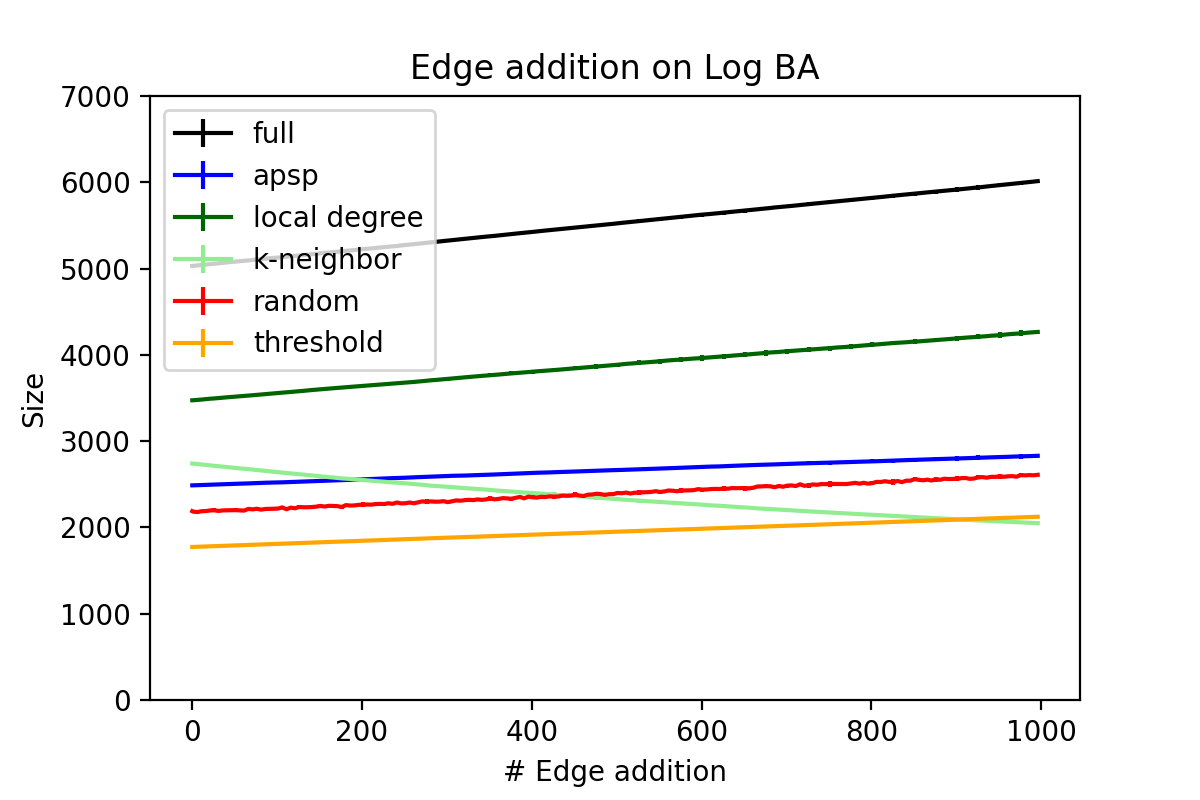 Edge addition on Log BA
7000
6000
5000
4000
3000
2000
1000
0
Size
full
apsp
local degree
k-neighbor
random
threshold
0 200 400 600 800 1000
# Edge addition